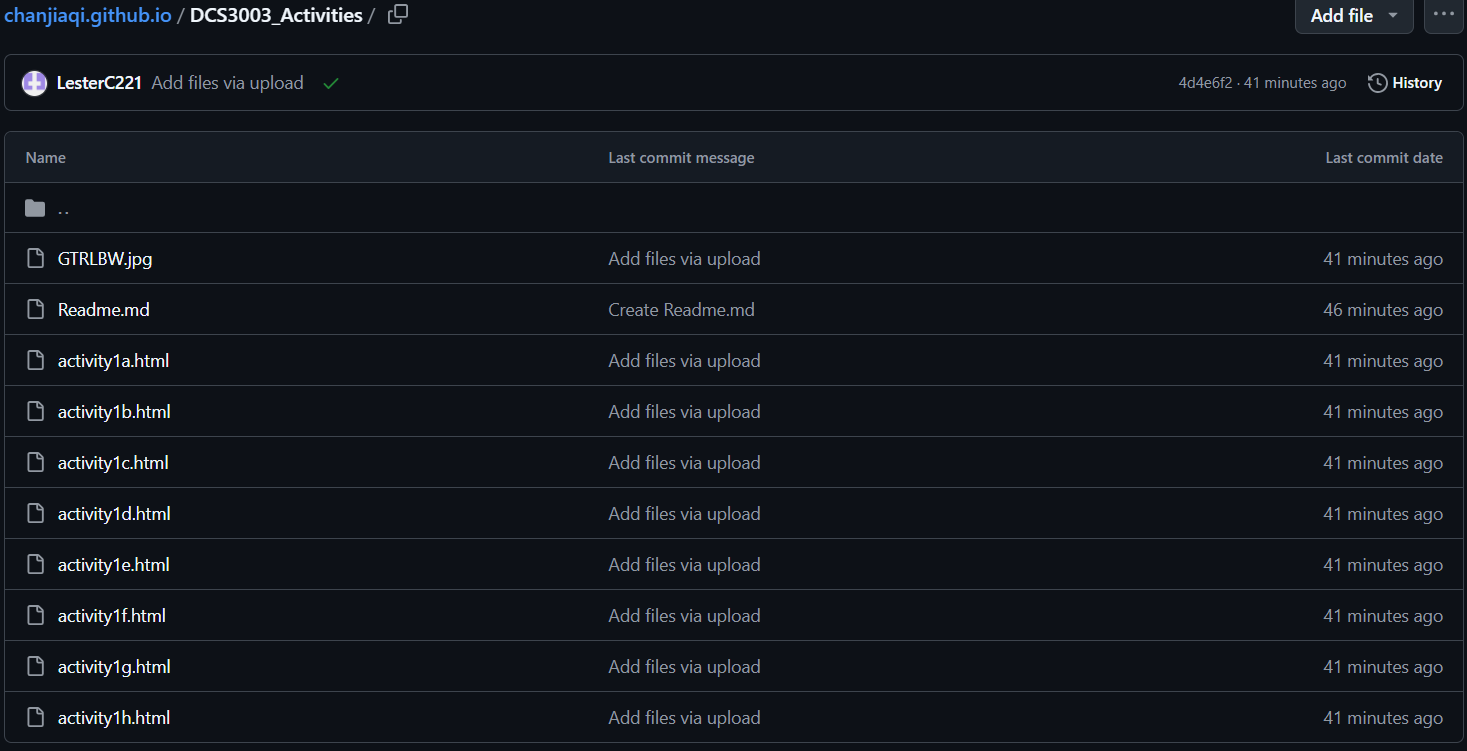 chanjiaqi.github.io / DCS3003_Activities /
Add file
LesterC221 Add files via upload
4d4e6f2 · 41 minutes ago History
Name Last commit message Last commit date
..
GTRLBW.jpg Add files via upload 41 minutes ago
Readme.md Create Readme.md 46 minutes ago
activity1a.html Add files via upload 41 minutes ago
activity1b.html Add files via upload 41 minutes ago
activity1c.html Add files via upload 41 minutes ago
activity1d.html Add files via upload 41 minutes ago
activity1e.html Add files via upload 41 minutes ago
activity1f.html Add files via upload 41 minutes ago
activity1g.html Add files via upload 41 minutes ago
activity1h.html Add files via upload 41 minutes ago